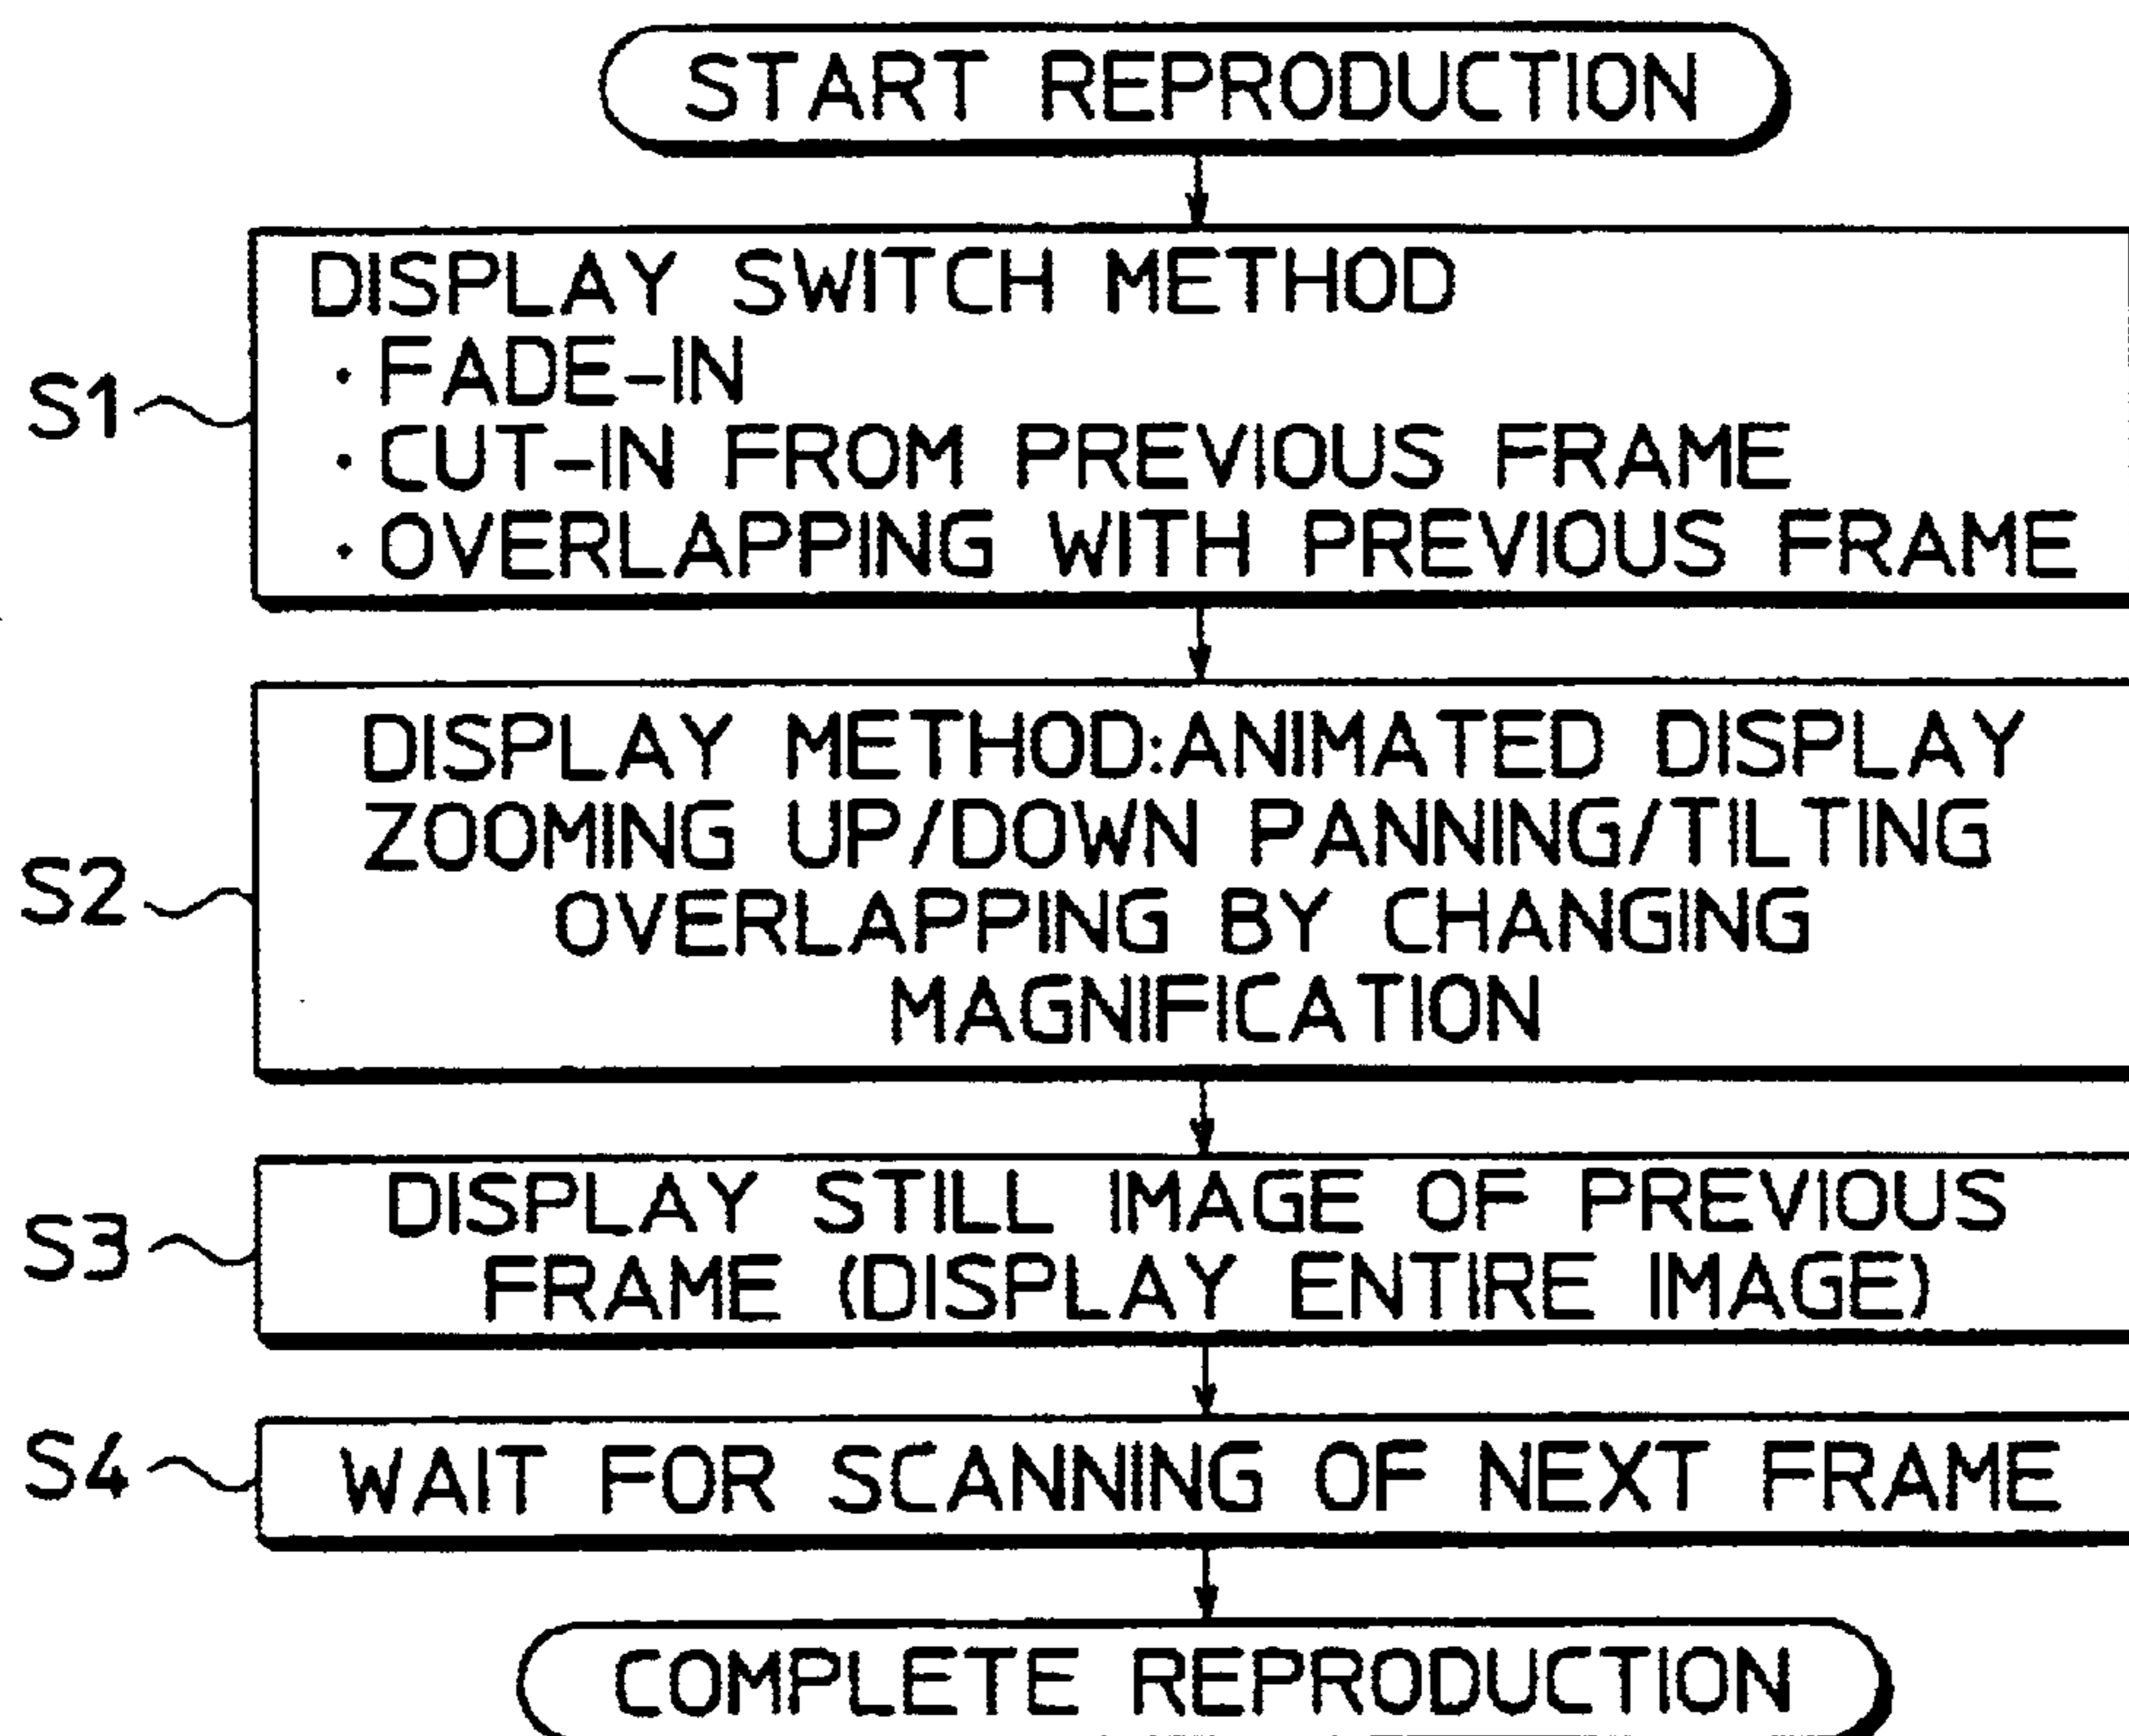 START REPRODUCTION
DISPLAY SWITCH METHOD
· FADE-IN
S1
· CUT-IN FROM PREVIOUS FRAME
· OVERLAPPING WITH PREVIOUS FRAME
DISPLAY METHOD:ANIMATED DISPLAY
ZOOMING UP/DOWN PANNING/TILTING
S2
OVERLAPPING BY CHANGING
MAGNIFICATION
DISPLAY STILL IMAGE OF PREVIOUS
S3
FRAME (DISPLAY ENTIRE IMAGE)
S4
WAIT FOR SCANNING OF NEXT FRAME
COMPLETE REPRODUCTION